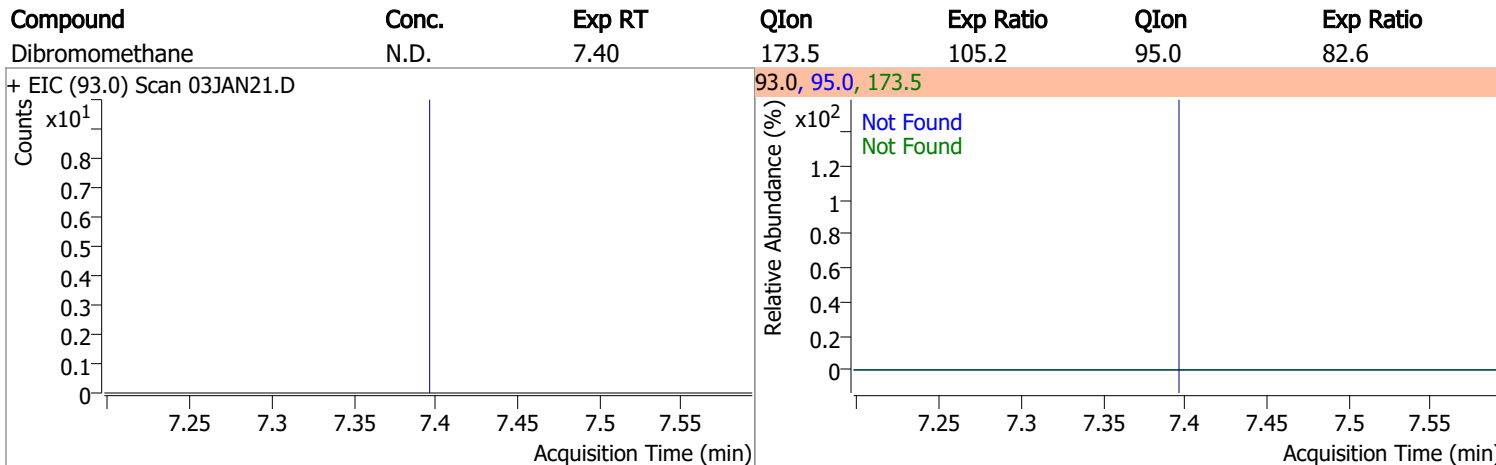 Compound Conc. Exp RT QIon Exp Ratio QIon Exp Ratio
Dibromomethane N.D. 7.40 173.5 105.2 95.0 82.6
+ EIC (93.0) Scan 03JAN21.D
Counts
x10^1
0.8
0.7
0.6
0.5
0.4
0.3
0.2
0.1
0
7.25 7.3 7.35 7.4 7.45 7.5 7.55
Acquisition Time (min)
93.0, 95.0, 173.5
Relative Abundance (%)
x10^2
Not Found
Not Found
1.2
1
0.8
0.6
0.4
0.2
0
7.25 7.3 7.35 7.4 7.45 7.5 7.55
Acquisition Time (min)